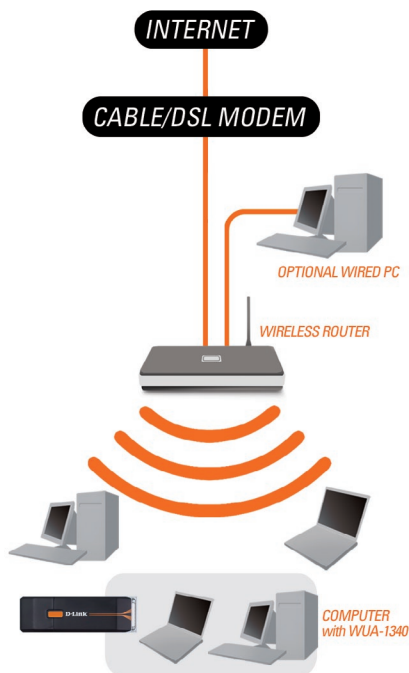 INTERNET
CABLE/DSL MODEM
OPTIONAL WIRED PC
WIRELESS ROUTER
D-Link
COMPUTER
with WUA-1340